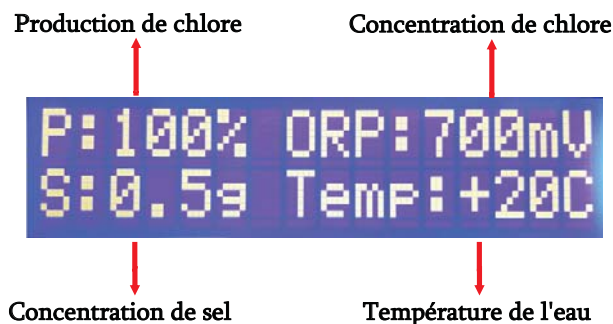 Production de chlore Concentration de chlore
P:100% ORP:700mV
S:0.5g Temp:+20C
Concentration de sel Température de l'eau